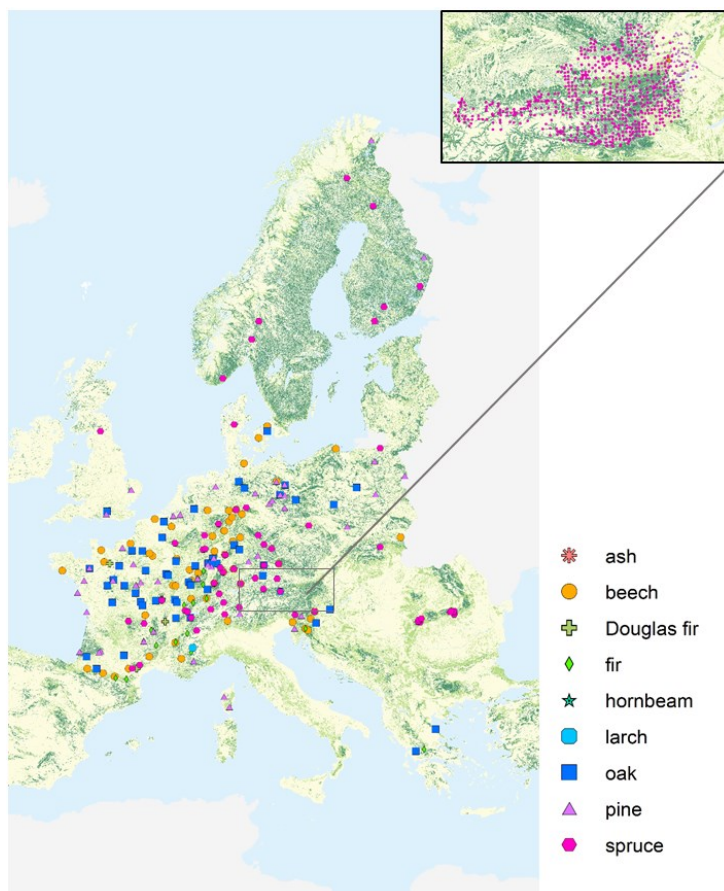 ash
beech
Douglas fir
fir
hornbeam
larch
oak
pine
spruce